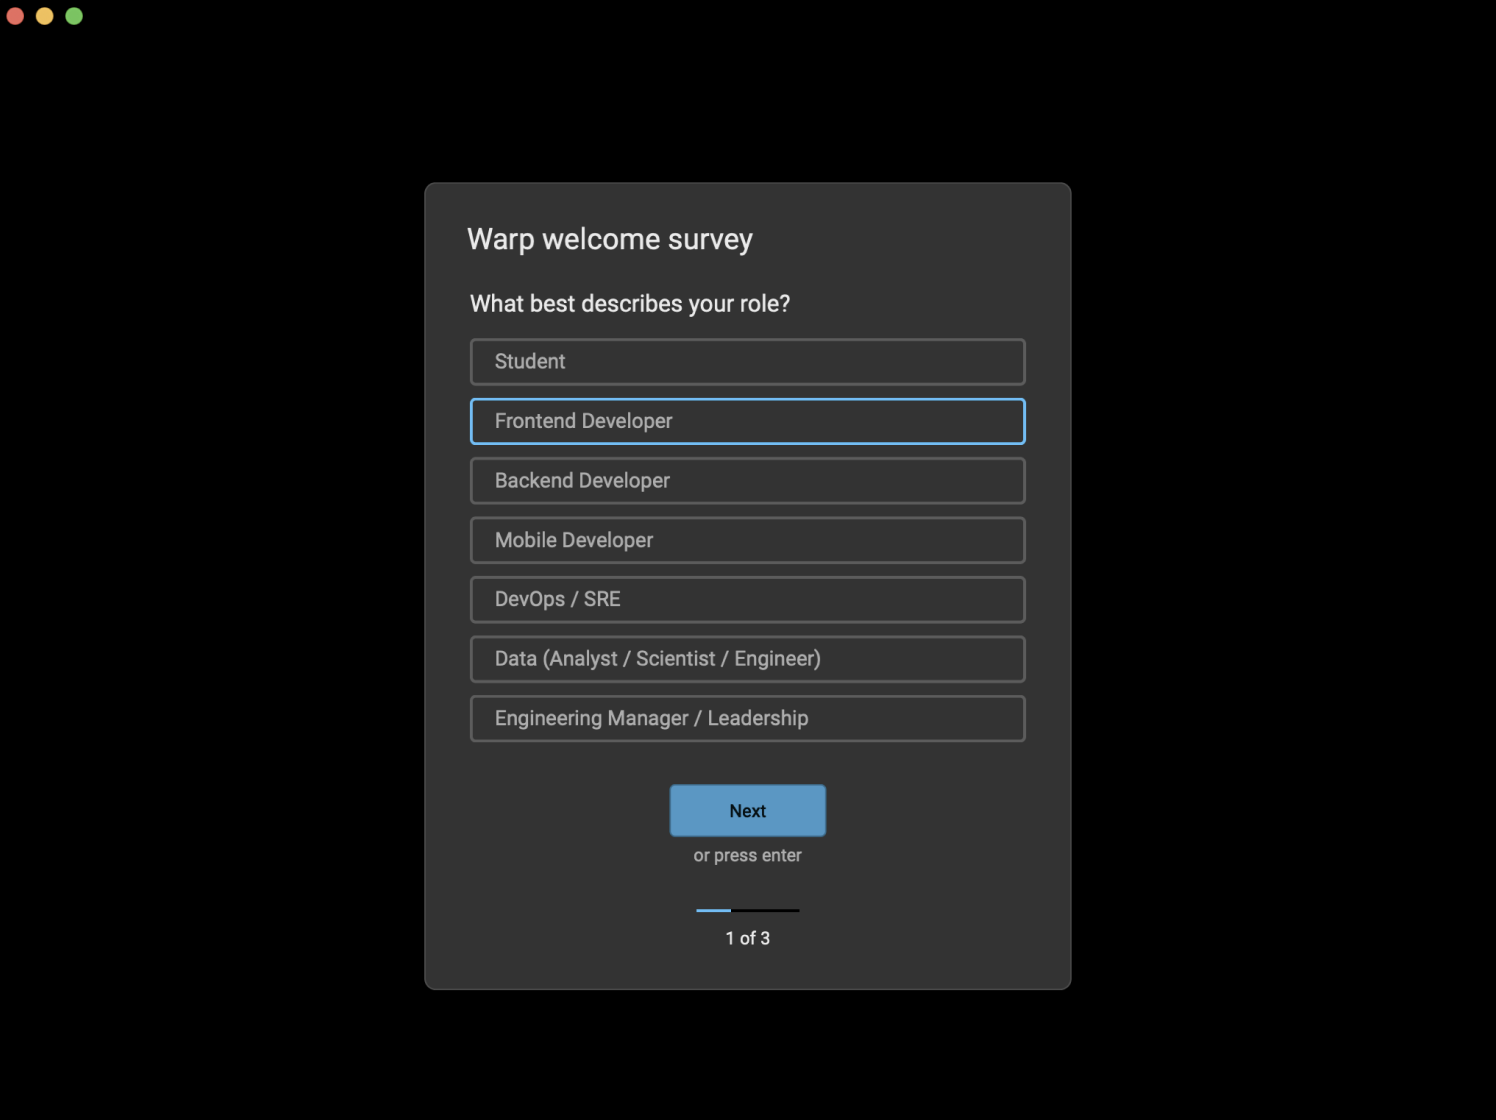 Warp welcome survey
What best describes your role?
Student
Frontend Developer
Backend Developer
Mobile Developer
DevOps / SRE
Data (Analyst / Scientist / Engineer)
Engineering Manager / Leadership
Next
or press enter
1 of 3